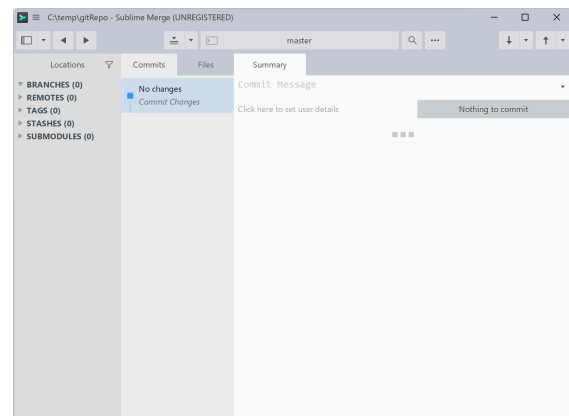 C:\temp\gitRepo - Sublime Merge (UNREGISTERED)
master
Locations
Commits
Files
Summary
BRANCHES (0)
REMOTES (0)
TAGS (0)
STASHES (0)
SUBMODULES (0)
No changes
Commit Changes
Commit Message
Click here to set user details
Nothing to commit